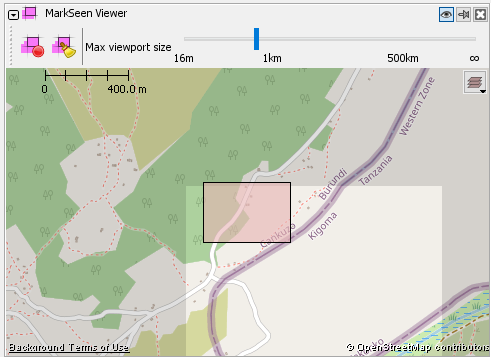 MarkSeen Viewer
Max viewport size
16m
1km
500km
∞
0
400.0 m
Western Zone
Tanzania
Burundi
Kigoma
Cankuzo
Background Terms of Use
© OpenStreetMap contributors